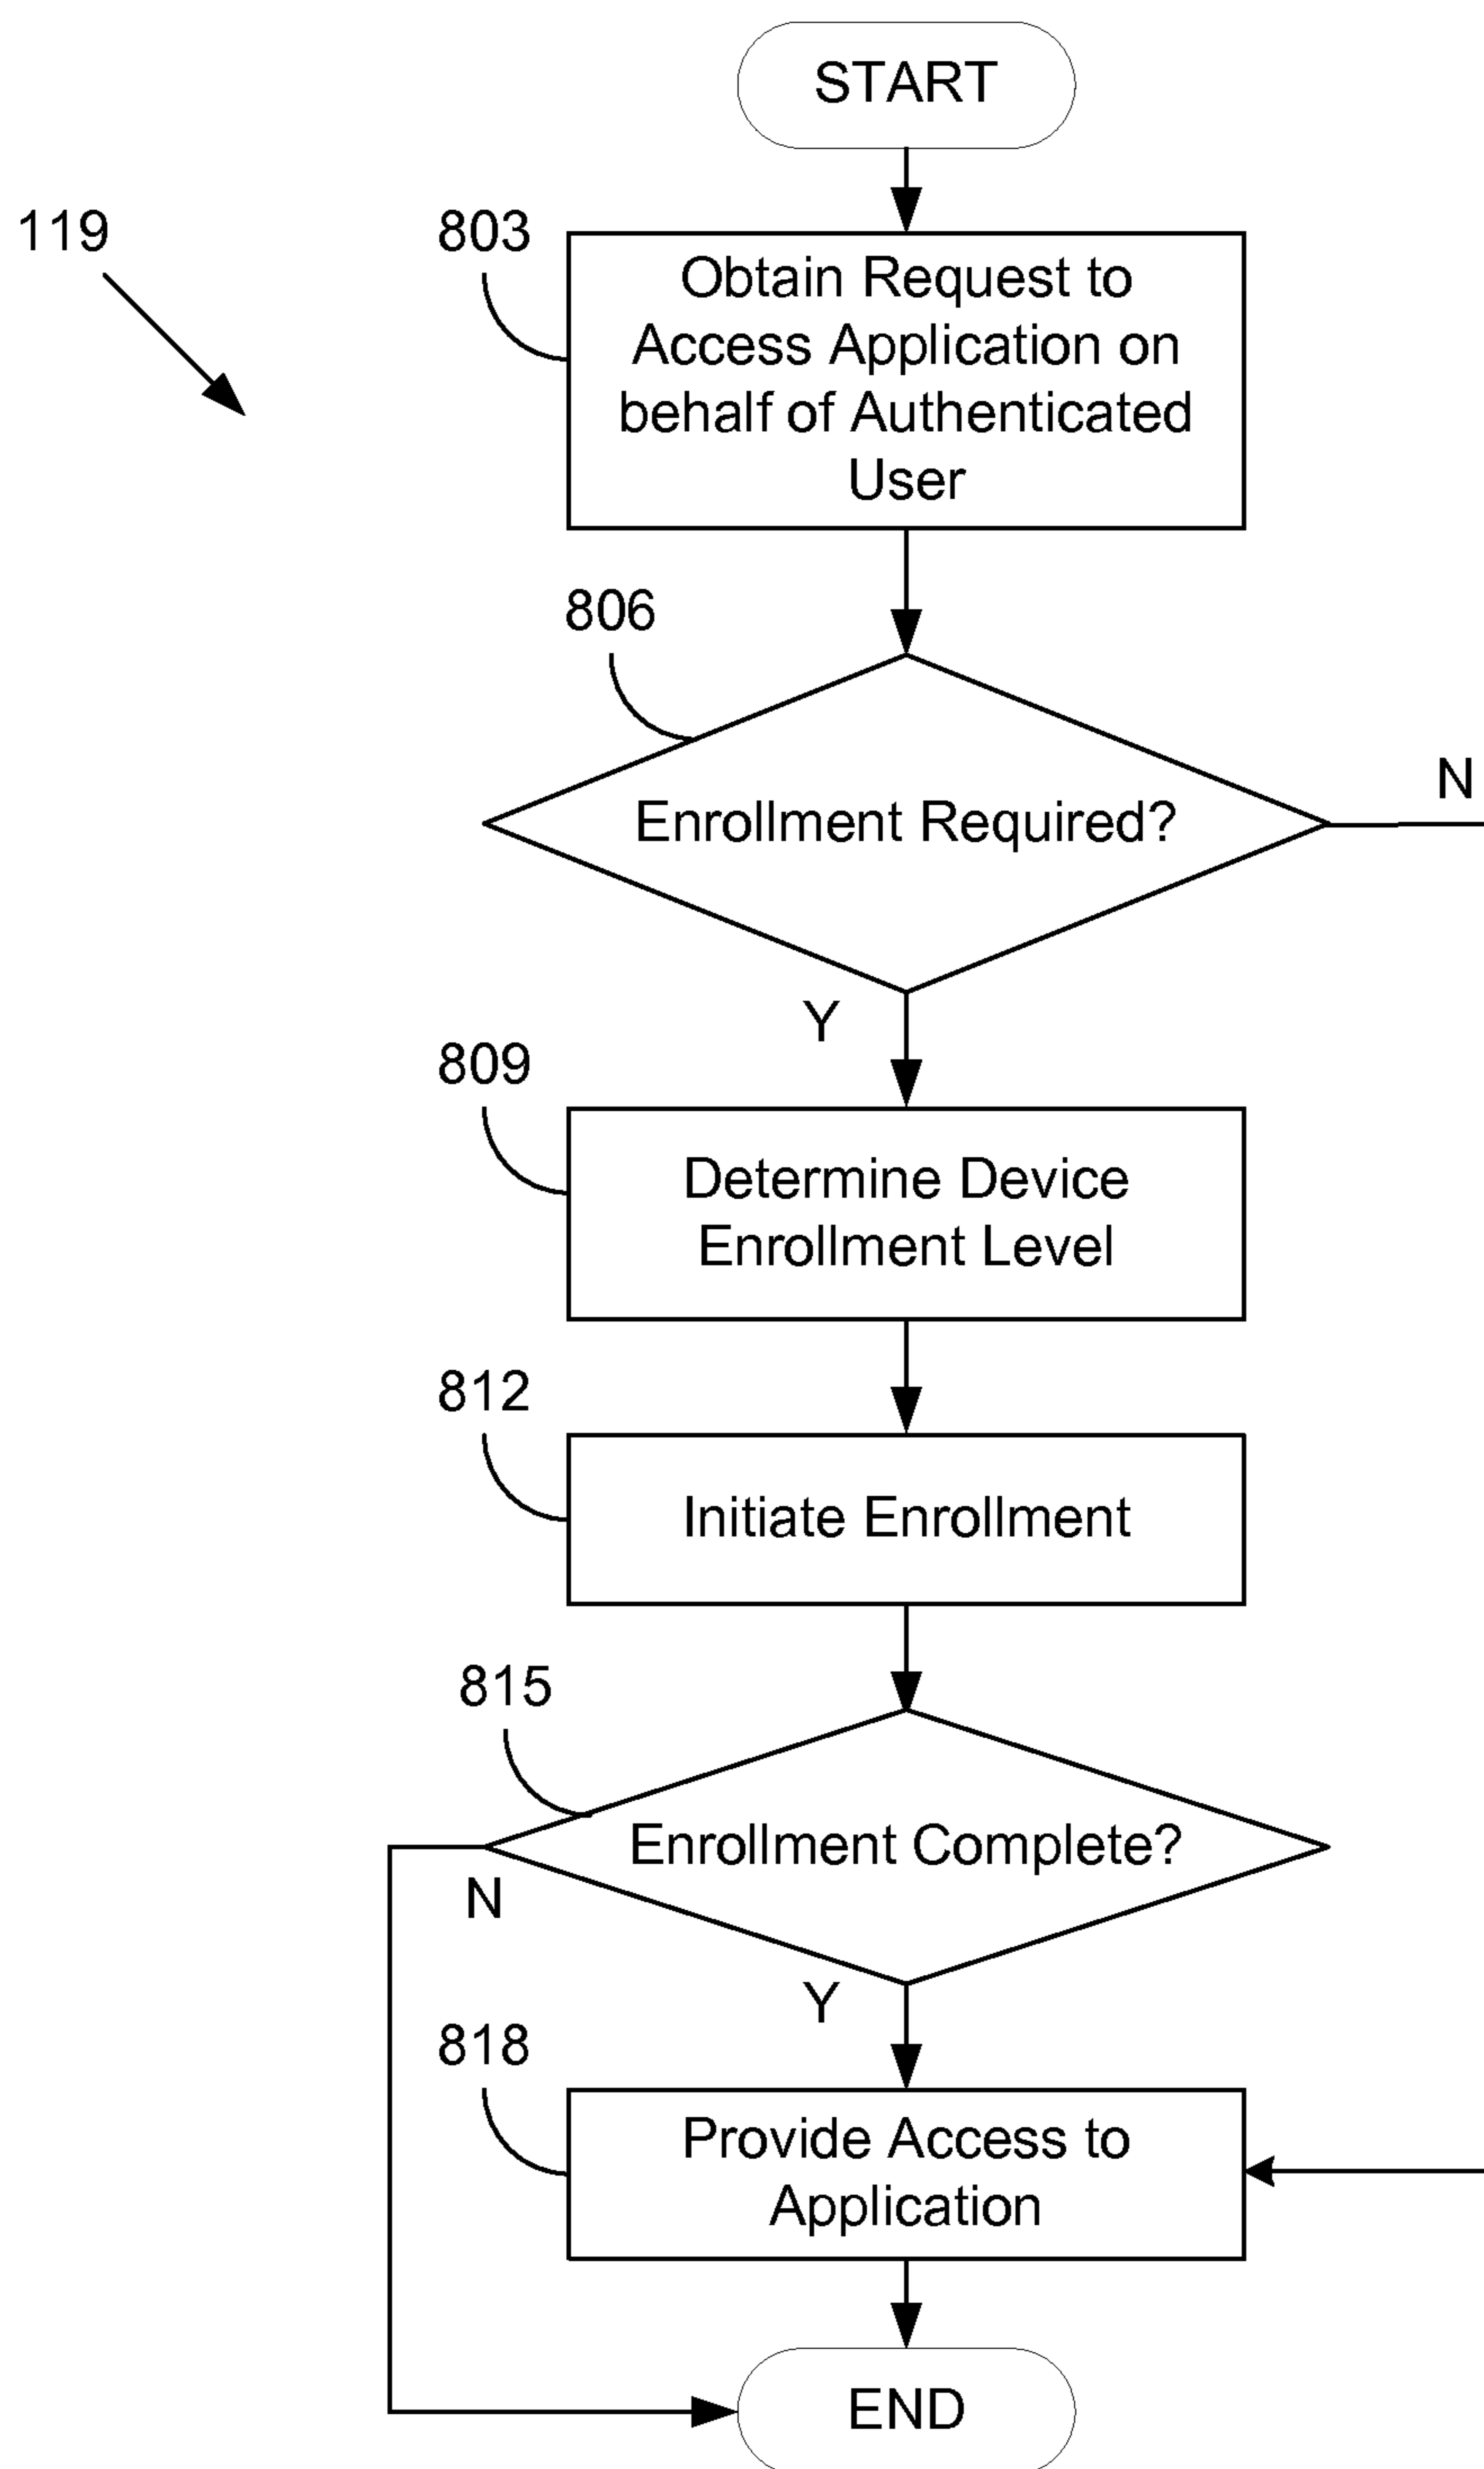 START
119
803
Obtain Request to
Access Application on
behalf of Authenticated
User
806
Enrollment Required?
N
Y
809
Determine Device
Enrollment Level
812
Initiate Enrollment
815
Enrollment Complete?
N
Y
818
Provide Access to
Application
END